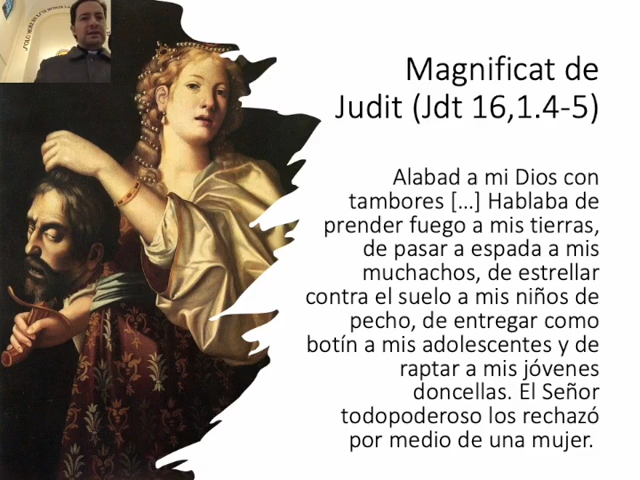 Magnificat de
Judit (Jdt 16,1.4-5)
Alabad a mi Dios con
tambores […] Hablaba de
prender fuego a mis tierras,
de pasar a espada a mis
muchachos, de estrellar
contra el suelo a mis niños de
pecho, de entregar como
botín a mis adolescentes y de
raptar a mis jóvenes
doncellas. El Señor
todopoderoso los rechazó
por medio de una mujer.